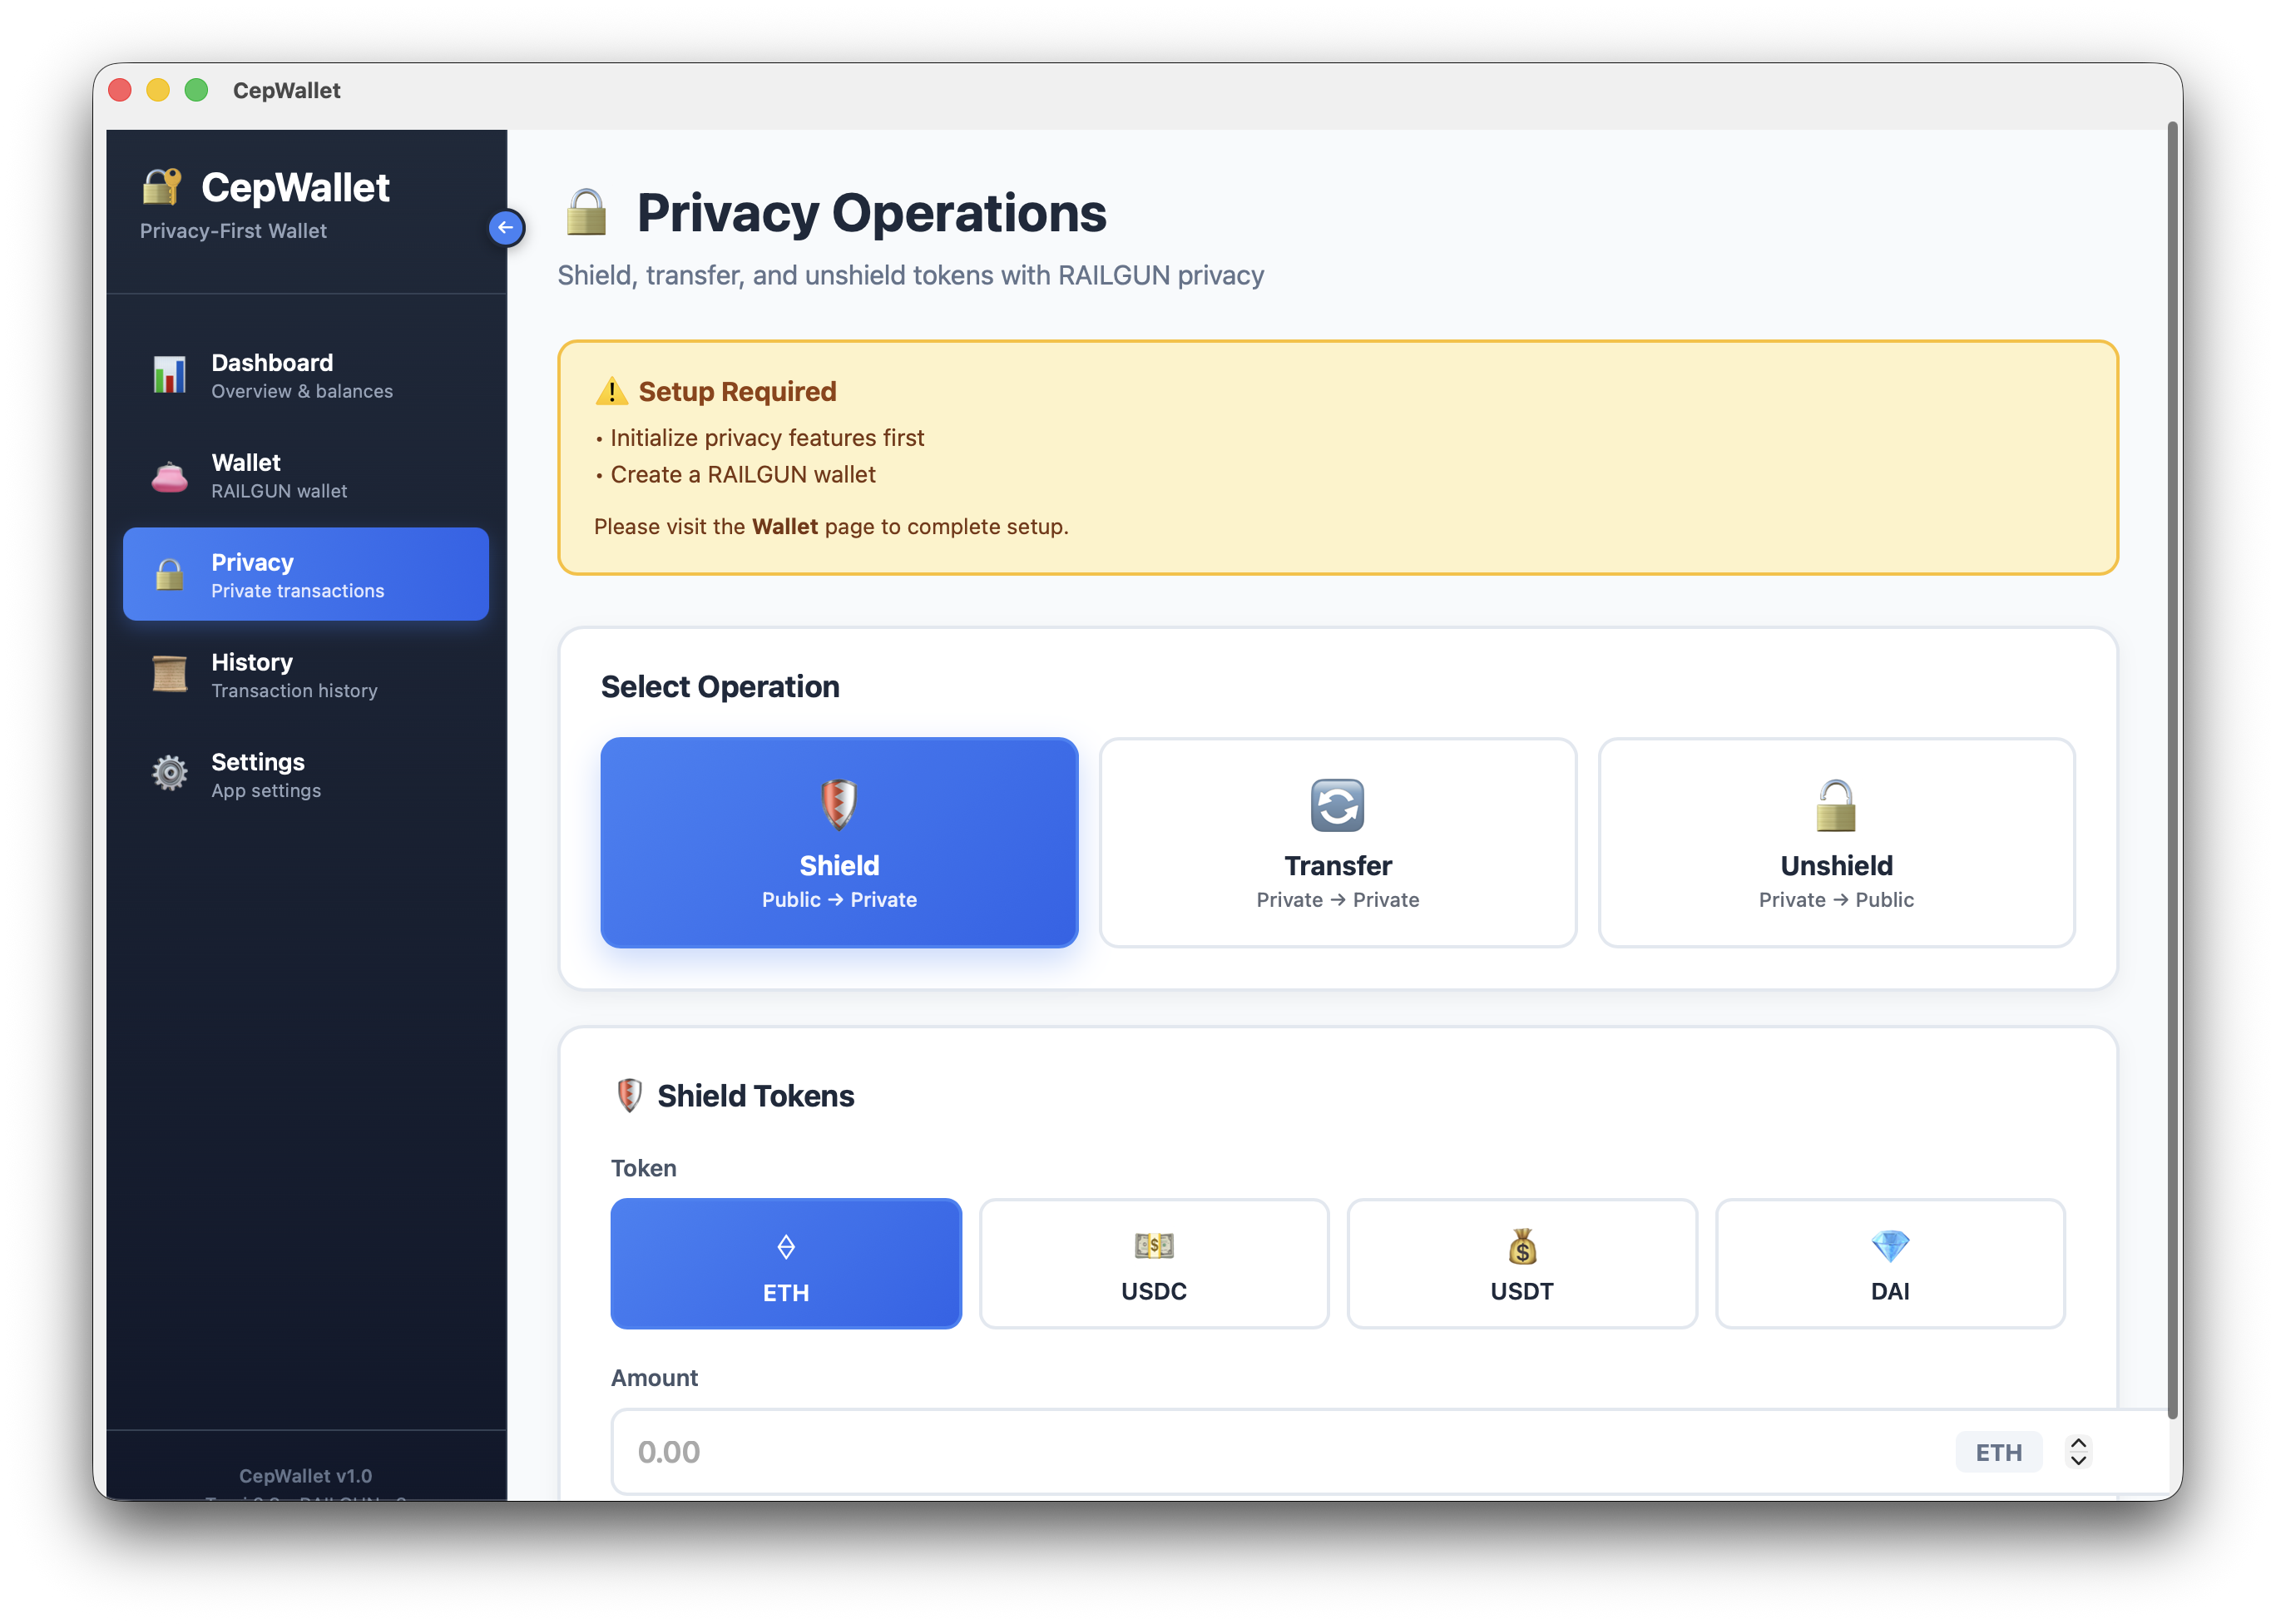 CepWallet
CepWallet
Privacy-First Wallet
Dashboard
Overview & balances
Wallet
RAILGUN wallet
Privacy
Private transactions
History
Transaction history
Settings
App settings
CepWallet v1.0
Privacy Operations
Shield, transfer, and unshield tokens with RAILGUN privacy
Setup Required
• Initialize privacy features first
• Create a RAILGUN wallet
Please visit the Wallet page to complete setup.
Select Operation
Shield
Public → Private
Transfer
Private → Private
Unshield
Private → Public
Shield Tokens
Token
ETH
USDC
USDT
DAI
Amount
0.00
ETH